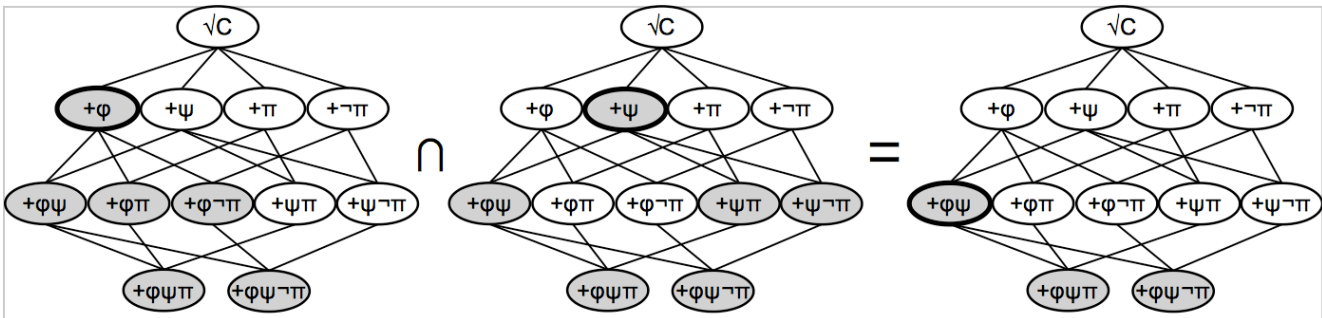 √C √C √C
+φ +ψ +π +¬π +φ +ψ +π +¬π +φ +ψ +π +¬π
∩ =
+φψ +φπ +φ¬π +ψπ +ψ¬π +φψ +φπ +φ¬π +ψπ +ψ¬π +φψ +φπ +φ¬π +ψπ +ψ¬π
+φψπ +φψ¬π +φψπ +φψ¬π +φψπ +φψ¬π